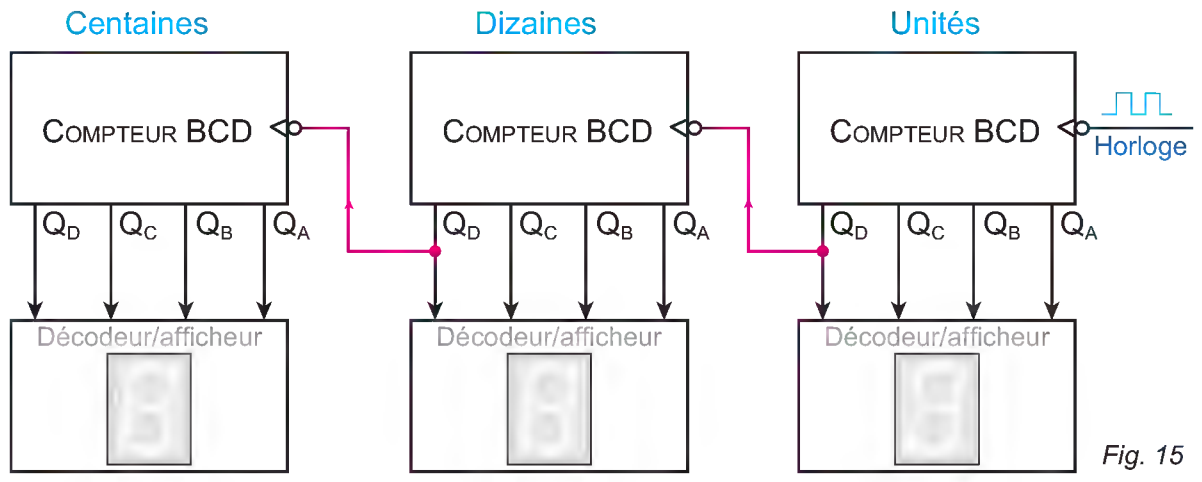 Centaines Dizaines Unités
COMPTEUR BCD COMPTEUR BCD COMPTEUR BCD
Horloge
QD QC QB QA QD QC QB QA QD QC QB QA
Décodeur/afficheur Décodeur/afficheur Décodeur/afficheur
Fig. 15